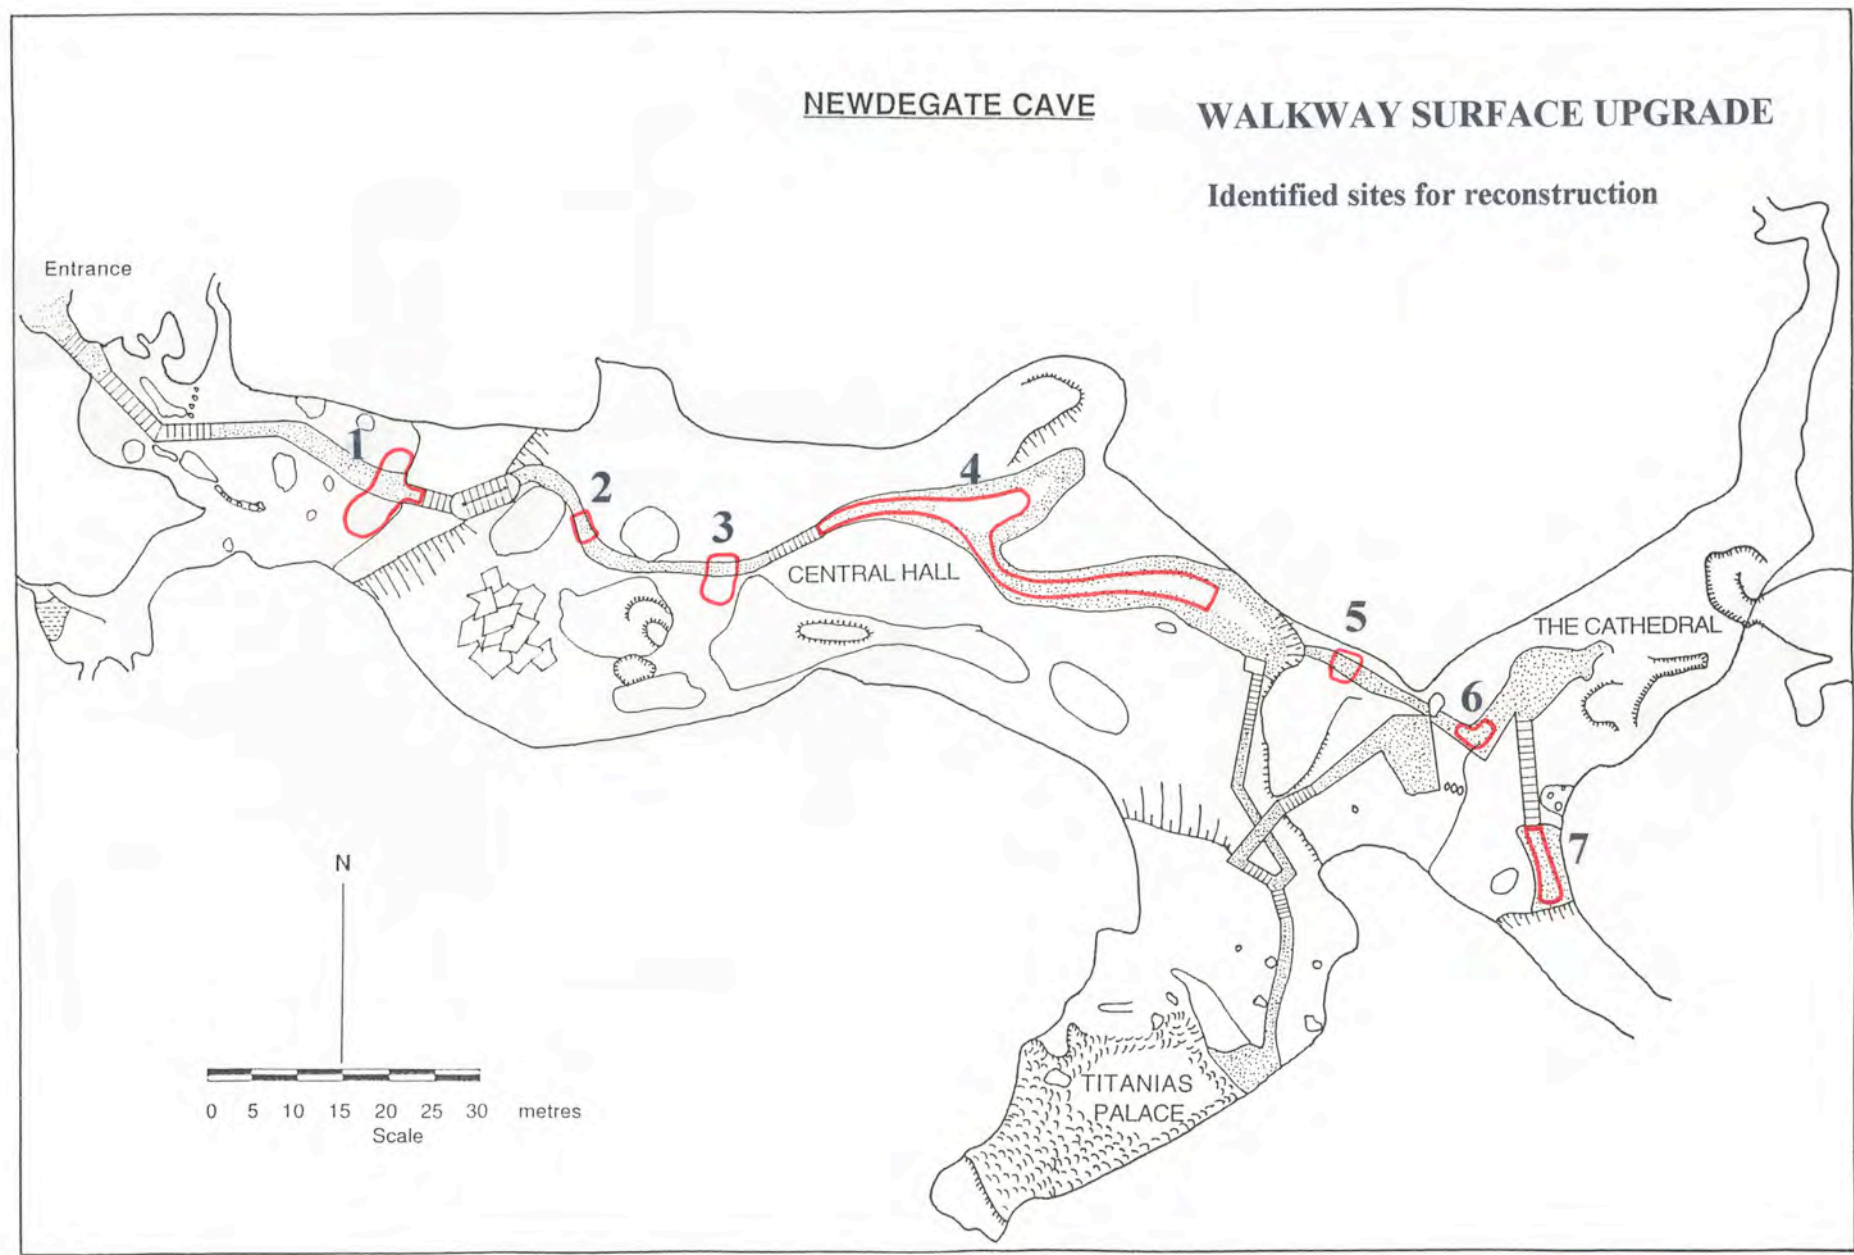 NEWDEGATE CAVE
WALKWAY SURFACE UPGRADE
Identified sites for reconstruction
Entrance
1
2
3
4
CENTRAL HALL
5
THE CATHEDRAL
6
7
N
0 5 10 15 20 25 30 metres
Scale
TITANIAS
PALACE